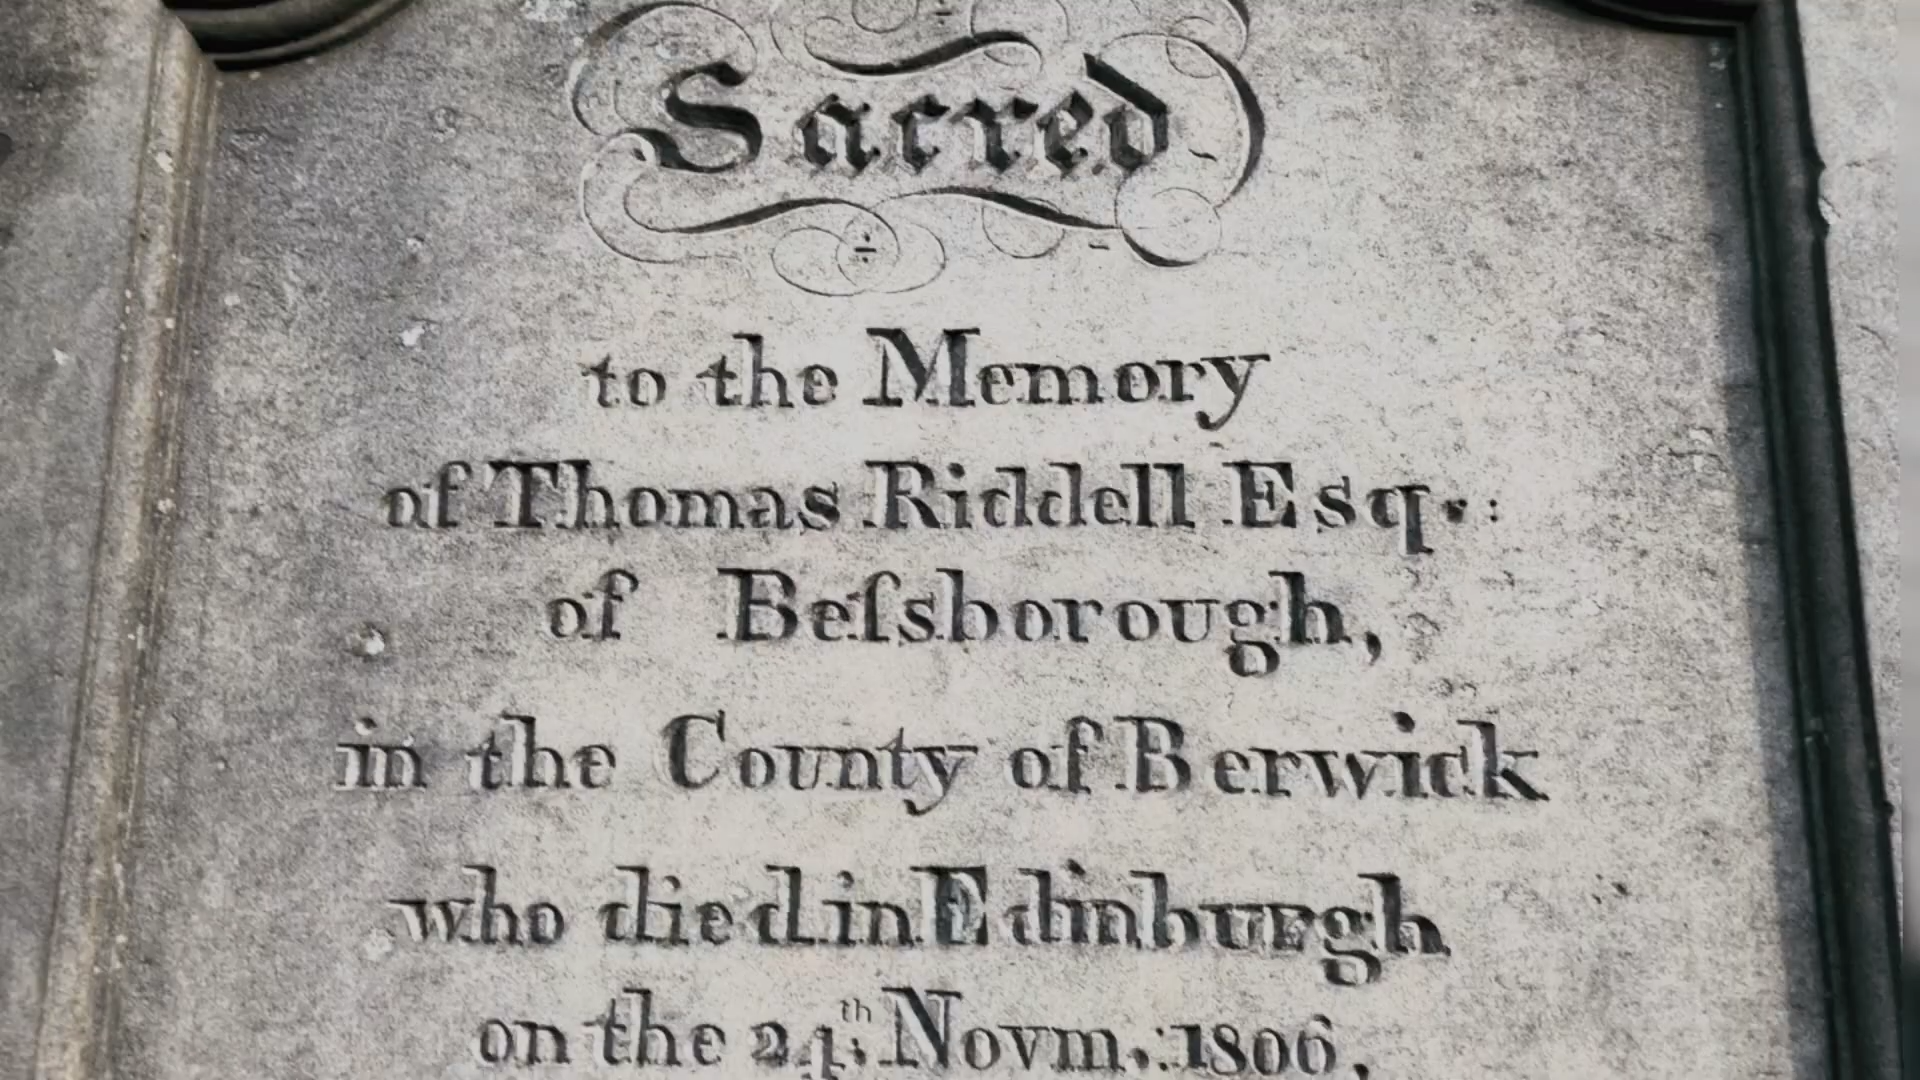 Sacred
to the Memory
of Thomas Riddell Esq.:
of Beſsborough,
in the County of Berwick
who died in Edinburgh
on the 24th Novm. 1806.